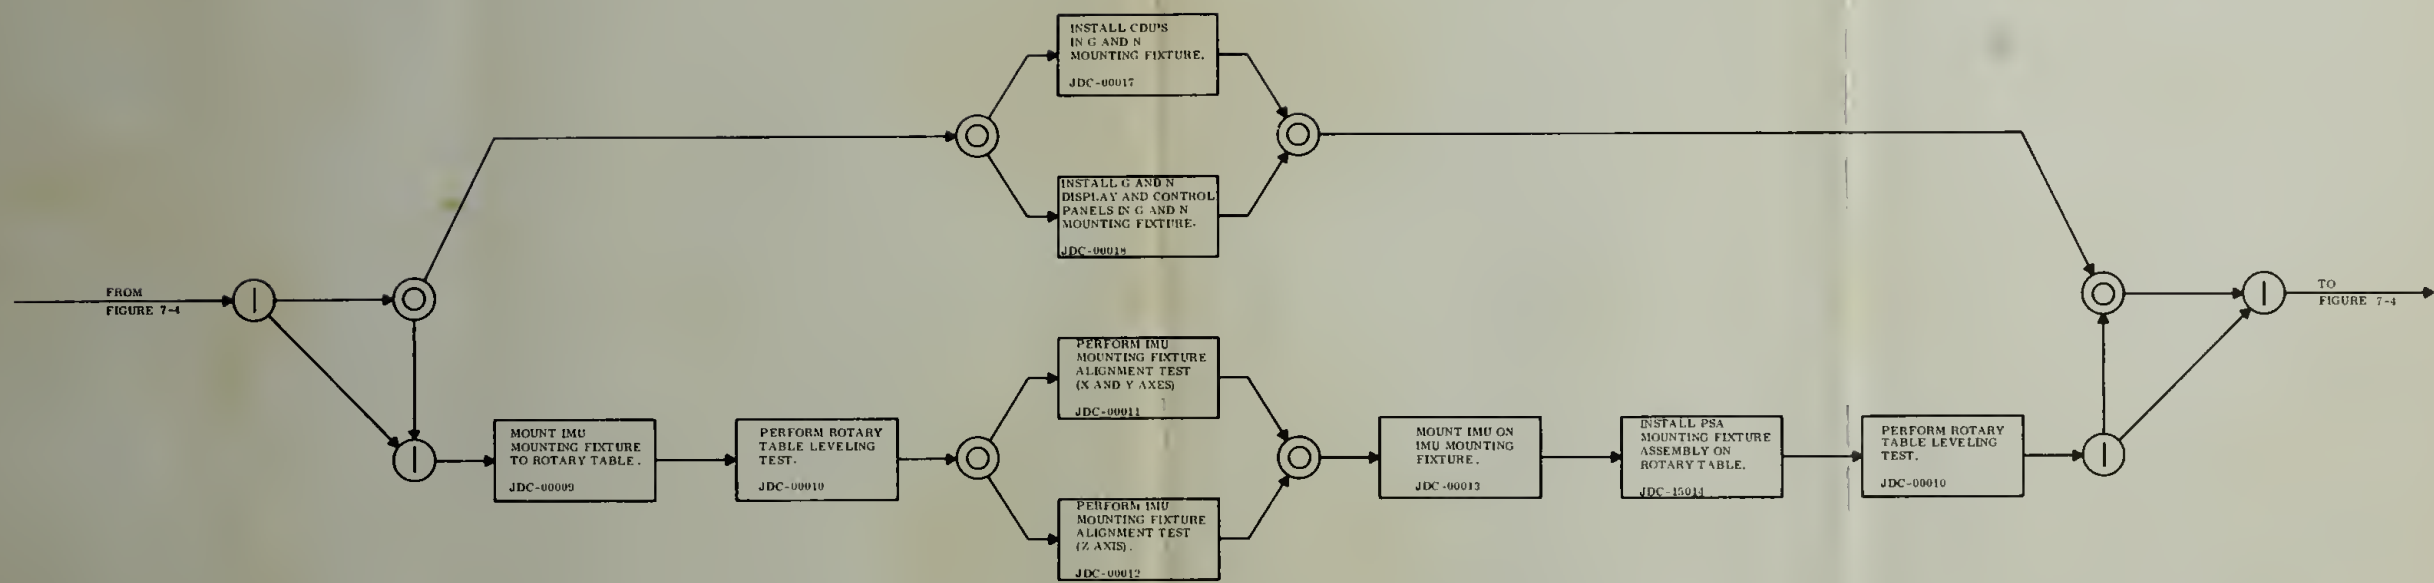 INSTALL CDU'S
IN G AND N
MOUNTING FIXTURE.
JDC-00017
INSTALL G AND N
DISPLAY AND CONTROL
PANELS IN G AND N
MOUNTING FIXTURE.
JDC-00018
FROM
FIGURE 7-4
TO
FIGURE 7-4
MOUNT IMU
MOUNTING FIXTURE
TO ROTARY TABLE.
JDC-00009
PERFORM ROTARY
TABLE LEVELING
TEST.
JDC-00010
PERFORM IMU
MOUNTING FIXTURE
ALIGNMENT TEST
(X AND Y AXES)
JDC-00011
PERFORM IMU
MOUNTING FIXTURE
ALIGNMENT TEST
(Z AXIS).
JDC-00012
MOUNT IMU ON
IMU MOUNTING
FIXTURE.
JDC-00013
INSTALL PSA
MOUNTING FIXTURE
ASSEMBLY ON
ROTARY TABLE.
JDC-15014
PERFORM ROTARY
TABLE LEVELING
TEST.
JDC-00010